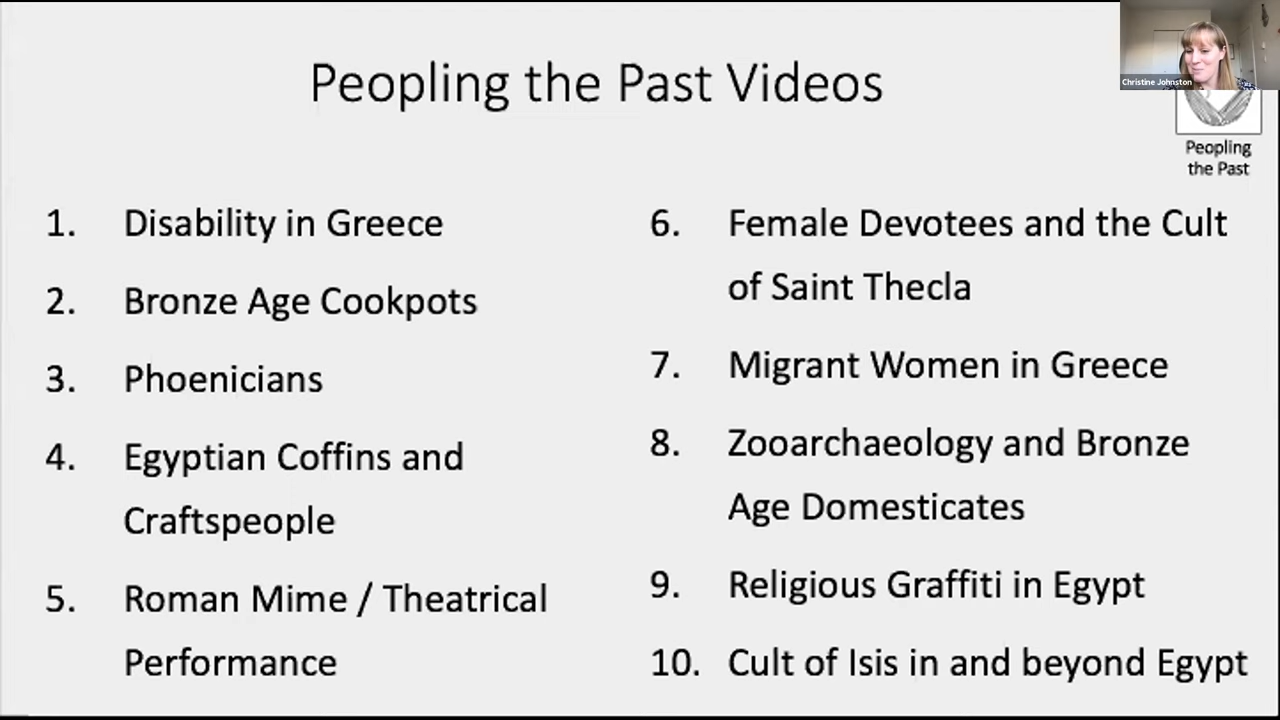 Peopling the Past Videos
Christine Johnston
Peopling
the Past
1. Disability in Greece
2. Bronze Age Cookpots
3. Phoenicians
4. Egyptian Coffins and
Craftspeople
5. Roman Mime / Theatrical
Performance
6. Female Devotees and the Cult
of Saint Thecla
7. Migrant Women in Greece
8. Zooarchaeology and Bronze
Age Domesticates
9. Religious Graffiti in Egypt
10. Cult of Isis in and beyond Egypt